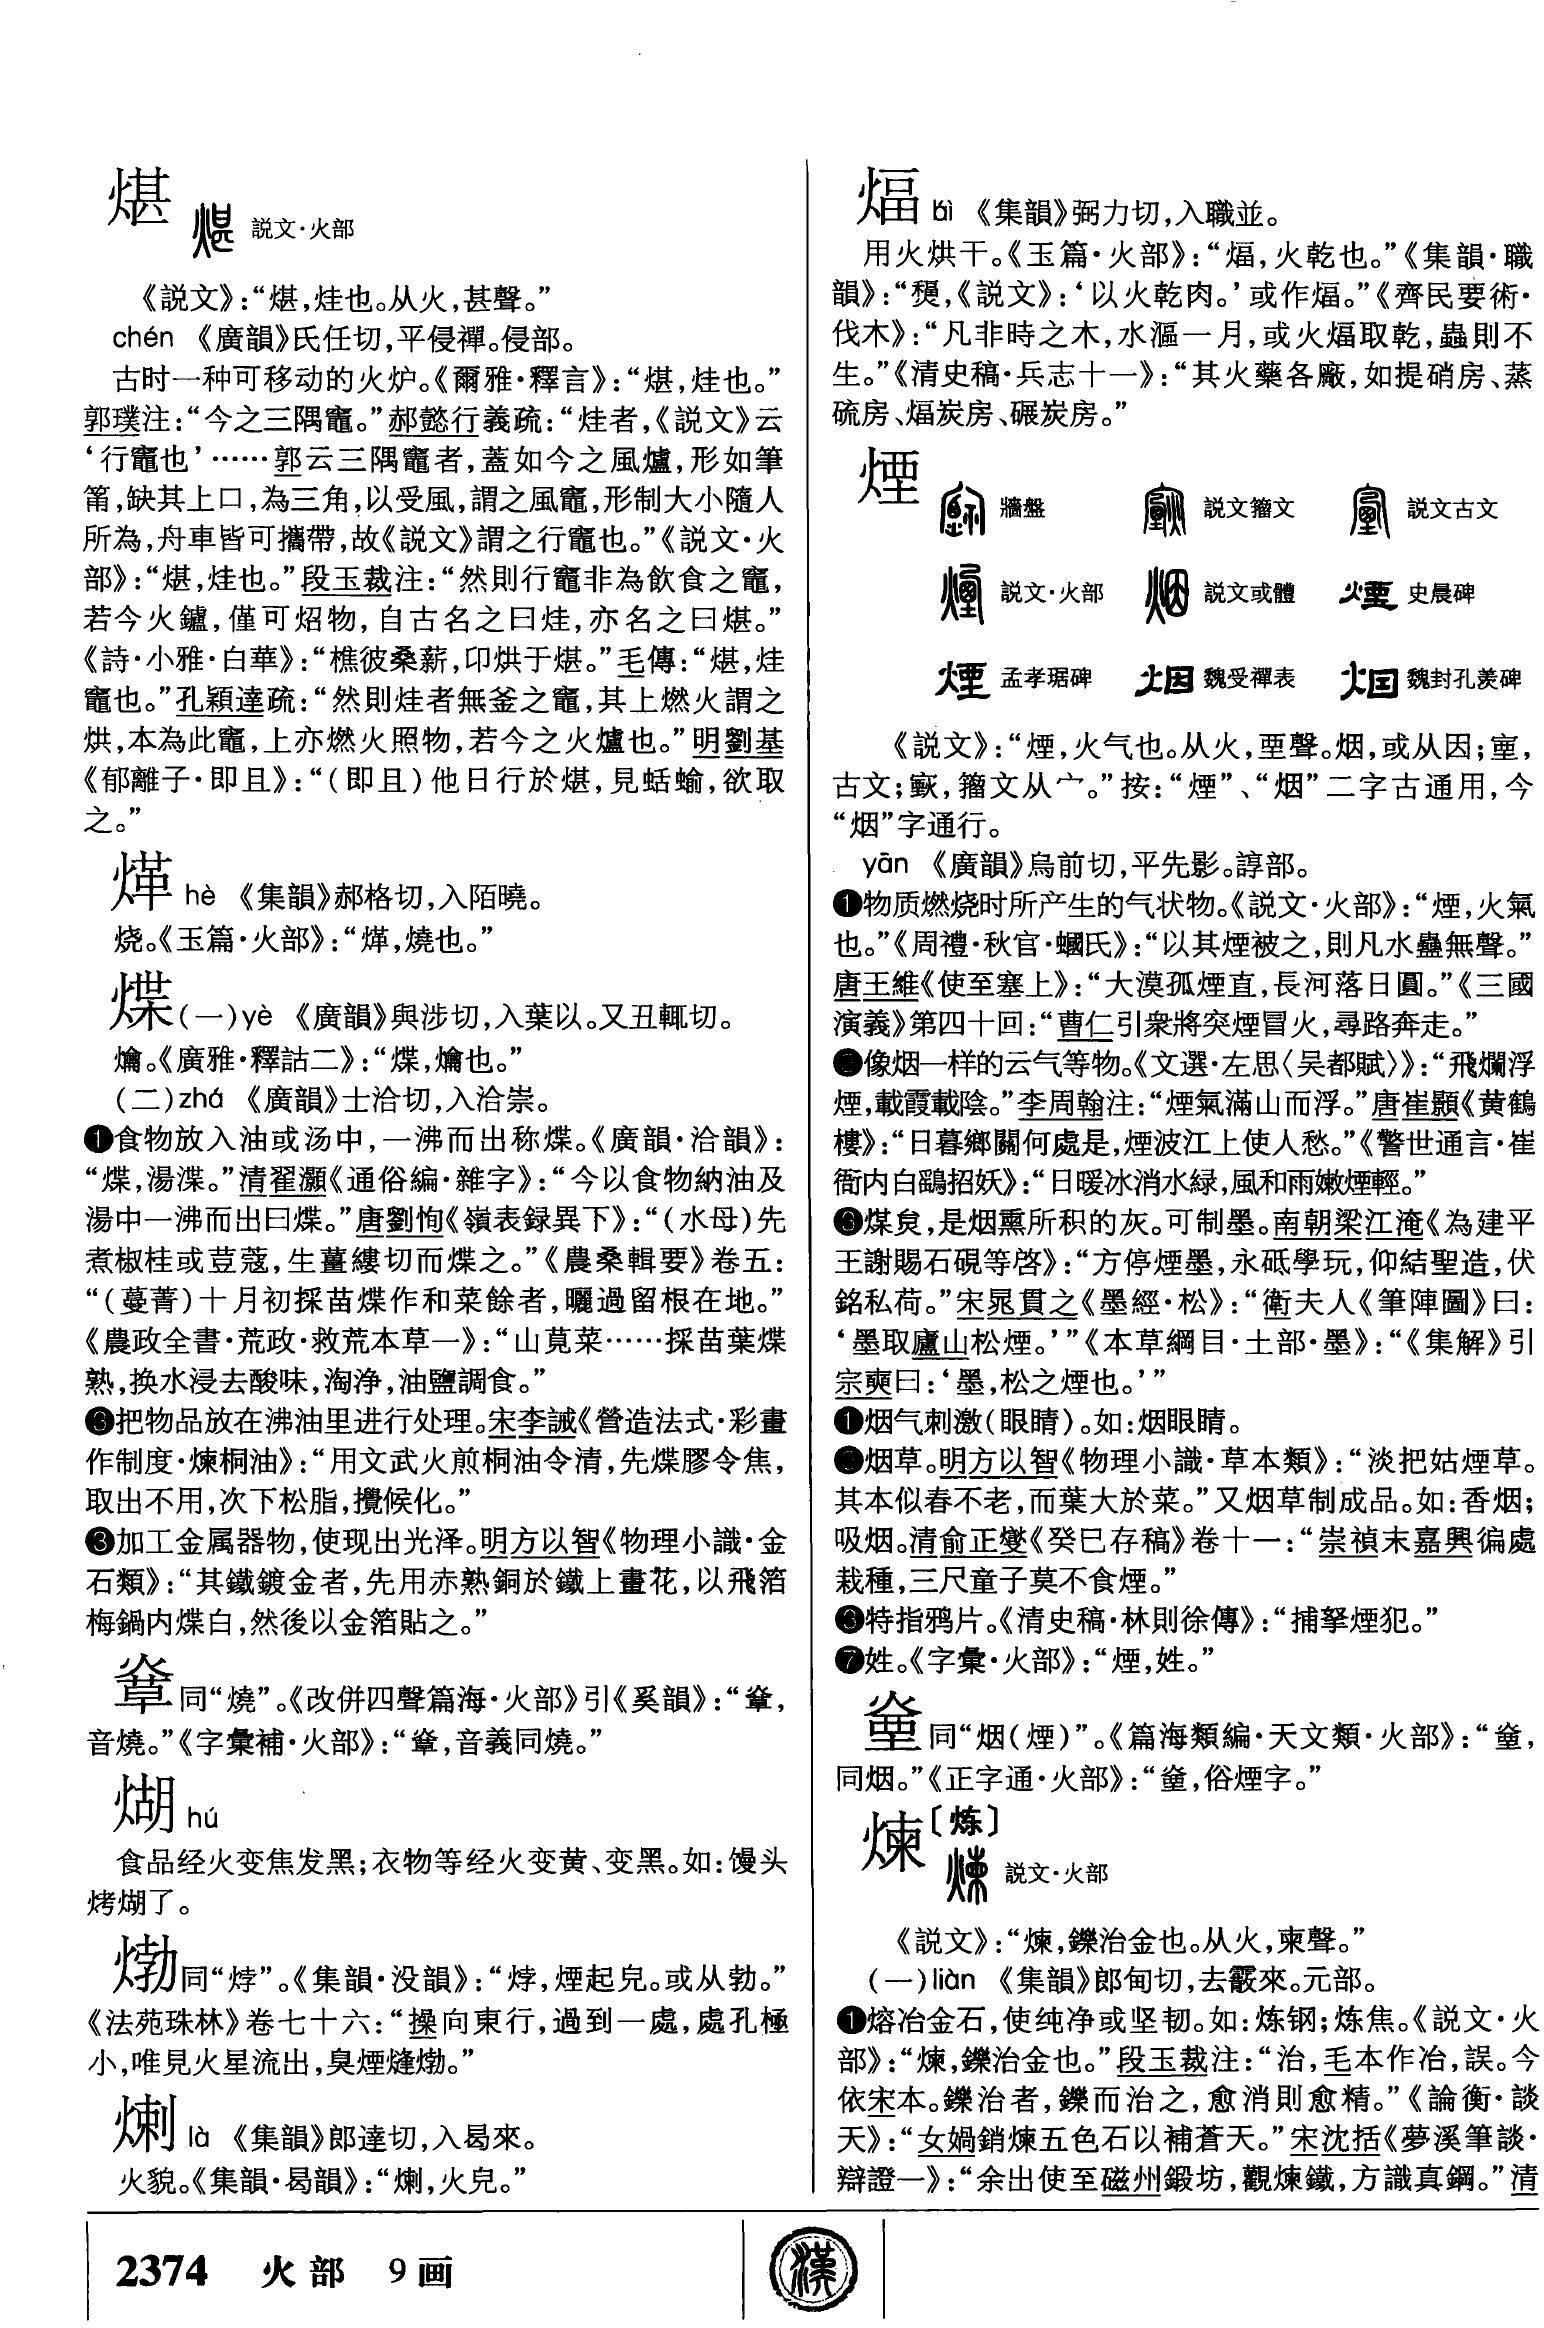 煁
説文·火部
《説文》：“煁，烓也。从火，甚聲。”
chén 《廣韻》氏任切，平侵禪。侵部。
古时一种可移动的火炉。《爾雅·釋言》：“煁，烓也。”
郭璞注：“今之三隅竈。”郝懿行義疏：“烓者，《説文》云
‘行竈也’……郭云三隅竈者，蓋如今之風爐，形如筆
筩，缺其上口，為三角，以受風，謂之風竈，形制大小隨人
所為，舟車皆可攜帶，故《説文》謂之行竈也。”《説文·火
部》：“煁，烓也。”段玉裁注：“然則行竈非為飲食之竈，
若今火鑪，僅可炤物，自古名之曰烓，亦名之曰煁。”
《詩·小雅·白華》：“樵彼桑薪，卬烘于煁。”毛傳：“煁，烓
竈也。”孔穎達疏：“然則烓者無釜之竈，其上燃火謂之
烘，本為此竈，上亦燃火照物，若今之火爐也。”明劉基
《郁離子·即且》：“（即且）他日行於煁，見蛞蝓，欲取
之。”
㷎 hè 《集韻》郝格切，入陌曉。
烧。《玉篇·火部》：“㷎，燒也。”
煠（一）yè 《廣韻》與涉切，入葉以。又丑輒切。
爚。《廣雅·釋詁二》：“煠，爚也。”
（二）zhá 《廣韻》士洽切，入洽崇。
❶食物放入油或汤中，一沸而出称煠。《廣韻·洽韻》：
“煠，湯渫。”清翟灝《通俗編·雜字》：“今以食物納油及
湯中一沸而出曰煠。”唐劉恂《嶺表録異下》：“（水母）先
煮椒桂或荳蔻，生薑縷切而煠之。”《農桑輯要》卷五：
“（蔓菁）十月初採苗煠作和菜餘者，曬過留根在地。”
《農政全書·荒政·救荒本草一》：“山莧菜……採苗葉煠
熟，换水浸去酸味，淘浄，油鹽調食。”
把物品放在沸油里进行处理。宋李誡《營造法式·彩畫
作制度·煉桐油》：“用文武火煎桐油令清，先煠膠令焦，
取出不用，次下松脂，攪候化。”
❸加工金属器物，使现出光泽。明方以智《物理小識·金
石類》：“其鐵鍍金者，先用赤熟銅於鐵上畫花，以飛箔
梅鍋内煠白，然後以金箔貼之。”
同“燒”。《改併四聲篇海·火部》引《奚韻》：“，
音燒。”《字彙補·火部》：“，音義同燒。”
煳 hú
食品经火变焦发黑；衣物等经火变黄、变黑。如：馒头
烤煳了。
㶿同“焞”。《集韻·没韻》：“㶿，煙起皃。或从勃。”
《法苑珠林》卷七十六：“操向東行，過到一處，處孔極
小，唯見火星流出，臭煙熢㶿。”
㸊 là 《集韻》郎達切，入曷來。
火貌。《集韻·曷韻》：“，火皃。”
煏 bì 《集韻》弼力切，入職並。
用火烘干。《玉篇·火部》：“煏，火乾也。”《集韻·職
韻》：“㷶，《説文》：‘以火乾肉。’或作煏。”《齊民要術·
伐木》：“凡非時之木，水漚一月，或火煏取乾，蟲則不
生。”《清史稿·兵志十一》：“其火藥各廠，如提硝房、蒸
硫房、煏炭房、碾炭房。”
煙
牆盤 説文籀文 説文古文
説文·火部 説文或體 史晨碑
孟孝琚碑 魏受禪表 魏封孔羨碑
《説文》：“煙，火气也。从火，垔聲。烟，或从因；𡨾，
古文；𡪞，籀文从宀。”按：“煙”、“烟”二字古通用，今
“烟”字通行。
yān 《廣韻》烏前切，平先影。諄部。
❶物质燃烧时所产生的气状物。《説文·火部》：“煙，火氣
也。”《周禮·秋官·蟈氏》：“以其煙被之，則凡水蟲無聲。”
唐王維《使至塞上》：“大漠孤煙直，長河落日圓。”《三國
演義》第四十回：“曹仁引衆將突煙冒火，尋路奔走。”
像烟一样的云气等物。《文選·左思〈吴都賦〉》：“飛爓浮
煙，載霞載陰。”李周翰注：“煙氣滿山而浮。”唐崔顥《黄鶴
樓》：“日暮鄉關何處是，煙波江上使人愁。”《警世通言·崔
衙内白鷂招妖》：“日暖冰消水緑，風和雨嫩煙輕。”
❸煤炱，是烟熏所积的灰。可制墨。南朝梁江淹《為建平
王謝賜石硯等啓》：“方停煙墨，永砥學玩，仰結聖造，伏
銘私荷。”宋晁貫之《墨經·松》：“衛夫人《筆陣圖》曰：
‘墨取廬山松煙。’”《本草綱目·土部·墨》：“《集解》引
宗奭曰：‘墨，松之煙也。’”
烟气刺激（眼睛）。如：烟眼睛。
烟草。明方以智《物理小識·草本類》：“淡把姑煙草。
其本似春不老，而葉大於菜。”又烟草制成品。如：香烟；
吸烟。清俞正燮《癸巳存稿》卷十一：“崇禎末嘉興徧處
栽種，三尺童子莫不食煙。”
特指鸦片。《清史稿·林則徐傳》：“捕拏煙犯。”
❼姓。《字彙·火部》：“煙，姓。”
同“烟（煙）”。《篇海類編·天文類·火部》：“，
同烟。”《正字通·火部》：“，俗煙字。”
煉〔炼〕
説文·火部
《説文》：“煉，鑠治金也。从火，柬聲。”
（一）liàn 《集韻》郎甸切，去霰來。元部。
❶熔冶金石，使纯净或坚韧。如：炼钢；炼焦。《説文·火
部》：“煉，鑠治金也。”段玉裁注：“治，毛本作冶，誤。今
依宋本。鑠治者，鑠而治之，愈消則愈精。”《論衡·談
天》：“女媧銷煉五色石以補蒼天。”宋沈括《夢溪筆談·
辯證一》：“余出使至磁州鍛坊，觀煉鐵，方識真鋼。”清
2374 火部 9画
漢